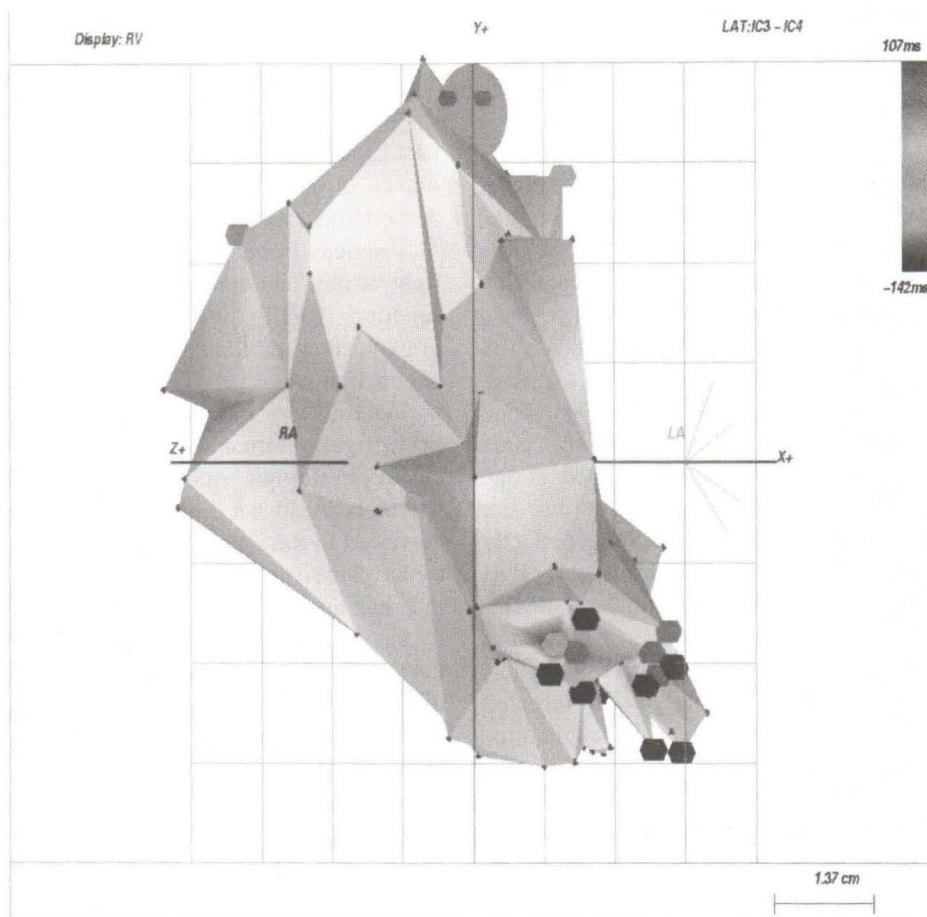 Display: RV
Y+
LAT:IC3 - IC4
107ms
-142ms
RA
LA
Z+
X+
1.37 cm